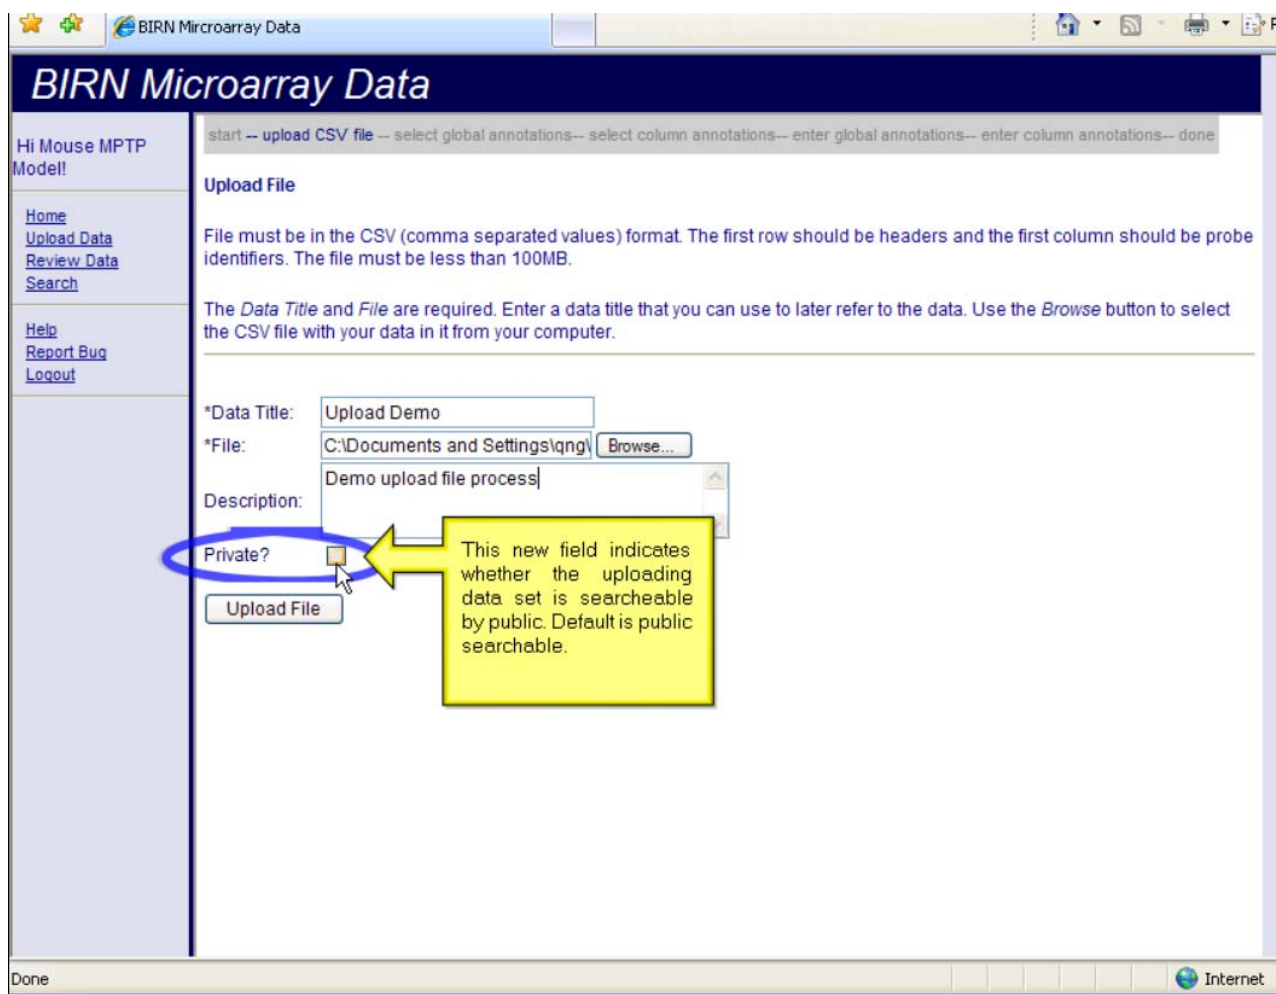 BIRN Mircroarray Data
BIRN Microarray Data
Hi Mouse MPTP
Model!
Home
Upload Data
Review Data
Search
Help
Report Bug
Logout
start -- upload CSV file -- select global annotations-- select column annotations-- enter global annotations-- enter column annotations-- done
Upload File
File must be in the CSV (comma separated values) format. The first row should be headers and the first column should be probe
identifiers. The file must be less than 100MB.
The Data Title and File are required. Enter a data title that you can use to later refer to the data. Use the Browse button to select
the CSV file with your data in it from your computer.
*Data Title: Upload Demo
*File: C:\Documents and Settings\qng\ Browse...
Description: Demo upload file process
Private?
Upload File
This new field indicates
whether the uploading
data set is searcheable
by public. Default is public
searchable.
Done
Internet